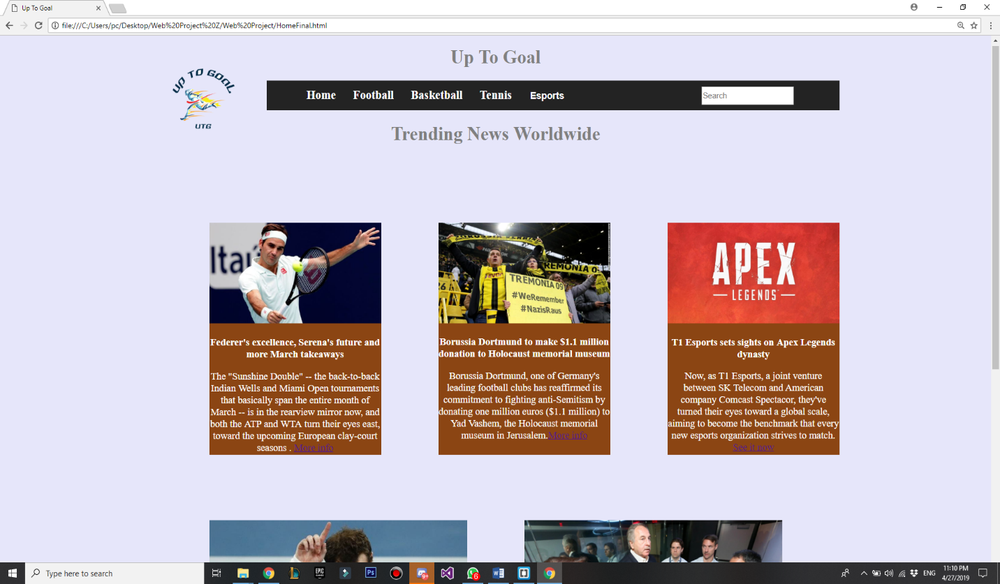 Up To Goal
file:///C:/Users/pc/Desktop/Web%20Project%20Z/Web%20Project/HomeFinal.html
Up To Goal
UP TO GOAL
UTG
Home Football Basketball Tennis Esports
Search
Trending News Worldwide
Itaú
TREMONIA 09
#WeRemember
#NazisRaus
APEX
LEGENDS
Federer's excellence, Serena's future and
more March takeaways
The "Sunshine Double" -- the back-to-back
Indian Wells and Miami Open tournaments
that basically span the entire month of
March -- is in the rearview mirror now, and
both the ATP and WTA turn their eyes east,
toward the upcoming European clay-court
seasons . More info
Borussia Dortmund to make $1.1 million
donation to Holocaust memorial museum
Borussia Dortmund, one of Germany's
leading football clubs has reaffirmed its
commitment to fighting anti-Semitism by
donating one million euros ($1.1 million) to
Yad Vashem, the Holocaust memorial
museum in Jerusalem.More info
T1 Esports sets sights on Apex Legends
dynasty
Now, as T1 Esports, a joint venture
between SK Telecom and American
company Comcast Spectacor, they've
turned their eyes toward a global scale,
aiming to become the benchmark that every
new esports organization strives to match.
See it now
Type here to search
EPIC
Ps
9+
6
ENG
11:10 PM
4/27/2019